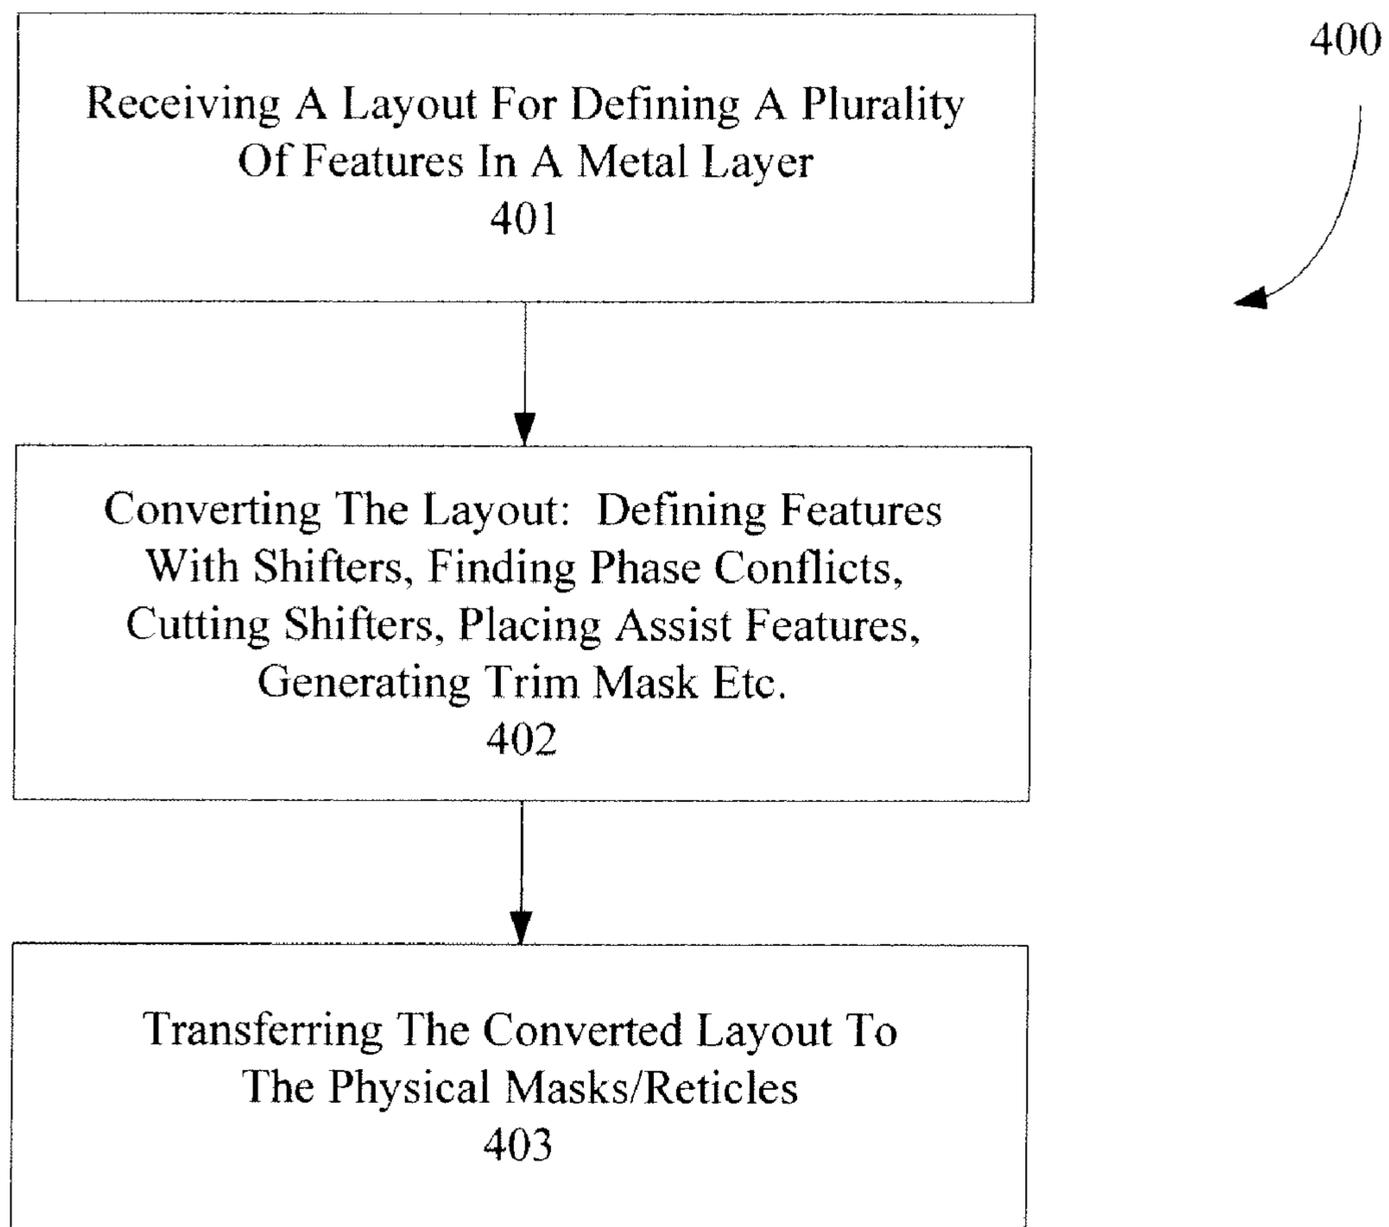 400
Receiving A Layout For Defining A Plurality
Of Features In A Metal Layer
401
Converting The Layout:  Defining Features
With Shifters, Finding Phase Conflicts,
Cutting Shifters, Placing Assist Features,
Generating Trim Mask Etc.
402
Transferring The Converted Layout To
The Physical Masks/Reticles
403